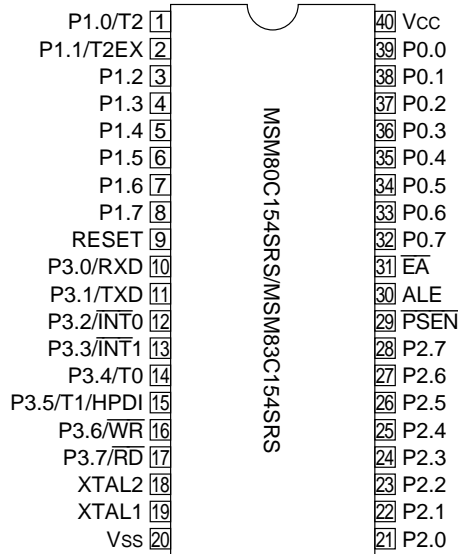 P1.0/T2 1 40 Vcc
P1.1/T2EX 2 39 P0.0
P1.2 3 38 P0.1
P1.3 4 37 P0.2
P1.4 5 36 P0.3
P1.5 6 35 P0.4
P1.6 7 34 P0.5
P1.7 8 33 P0.6
RESET 9 32 P0.7
P3.0/RXD 10 31 E̅A̅
P3.1/TXD 11 30 ALE
P3.2/I̅N̅T̅0 12 29 P̅S̅E̅N̅
P3.3/I̅N̅T̅1 13 28 P2.7
P3.4/T0 14 27 P2.6
P3.5/T1/HPDI 15 26 P2.5
P3.6/W̅R̅ 16 25 P2.4
P3.7/R̅D̅ 17 24 P2.3
XTAL2 18 23 P2.2
XTAL1 19 22 P2.1
Vss 20 21 P2.0
MSM80C154SRS/MSM83C154SRS